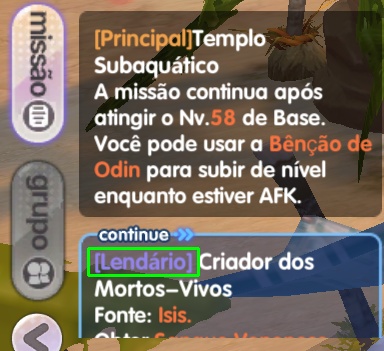 missão
grupo
[Principal]Templo
Subaquático
A missão continua após
atingir o Nv.58 de Base.
Você pode usar a Bênção de
Odin para subir de nível
enquanto estiver AFK.
continue
[Lendário] Criador dos
Mortos-Vivos
Fonte: Isis.